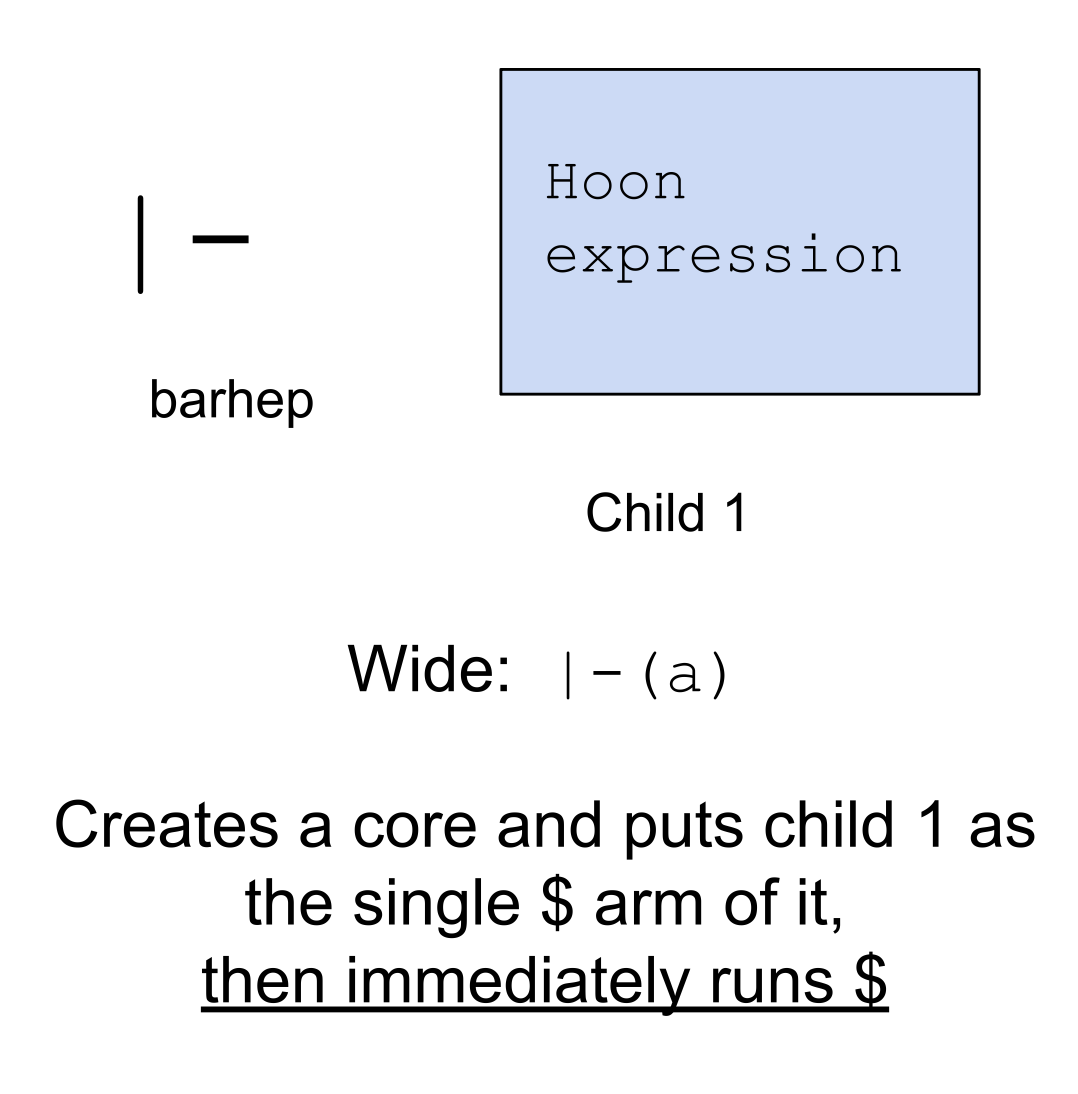 |-
Hoon
expression
barhep
Child 1
Wide: |-(a)
Creates a core and puts child 1 as
the single $ arm of it,
then immediately runs $